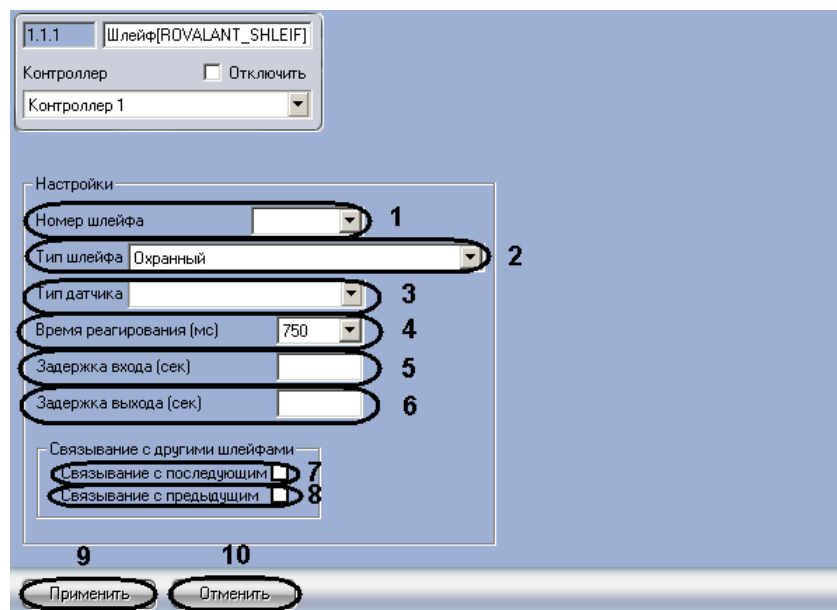 1.1.1 Шлейф[ROVALANT_SHLEIF]
Контроллер Отключить
Контроллер 1
Настройки
Номер шлейфа 1
Тип шлейфа Охранный 2
Тип датчика 3
Время реагирования (мс) 750 4
Задержка входа (сек) 5
Задержка выхода (сек) 6
Связывание с другими шлейфами
Связывание с последующим 7
Связывание с предыдущим 8
9 10
Применить Отменить